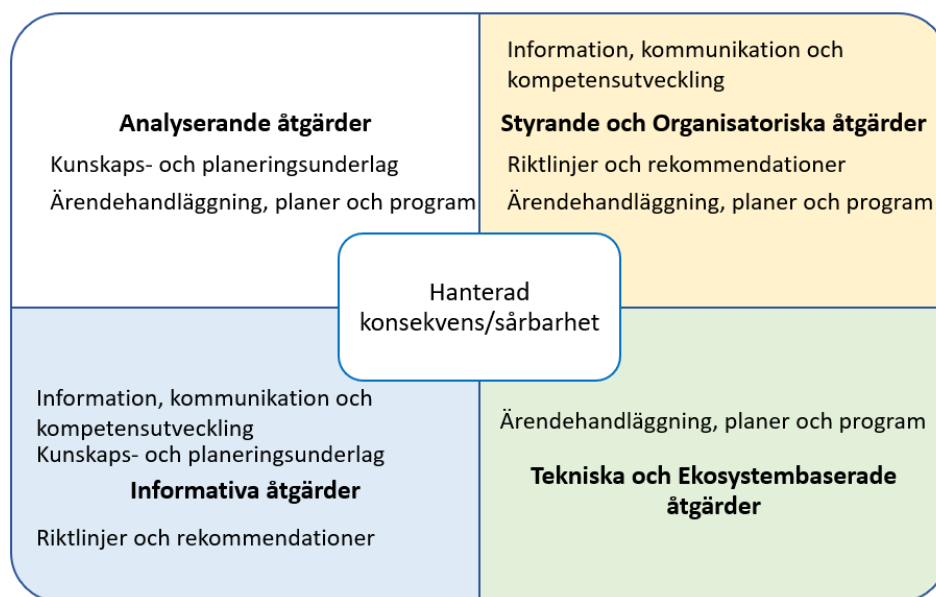 Analyserande åtgärder
Kunskaps- och planeringsunderlag
Ärendehandläggning, planer och program
Information, kommunikation och
kompetensutveckling
Styrande och Organisatoriska åtgärder
Riktlinjer och rekommendationer
Ärendehandläggning, planer och program
Hanterad
konsekvens/sårbarhet
Information, kommunikation och
kompetensutveckling
Kunskaps- och planeringsunderlag
Informativa åtgärder
Riktlinjer och rekommendationer
Ärendehandläggning, planer och program
Tekniska och Ekosystembaserade
åtgärder